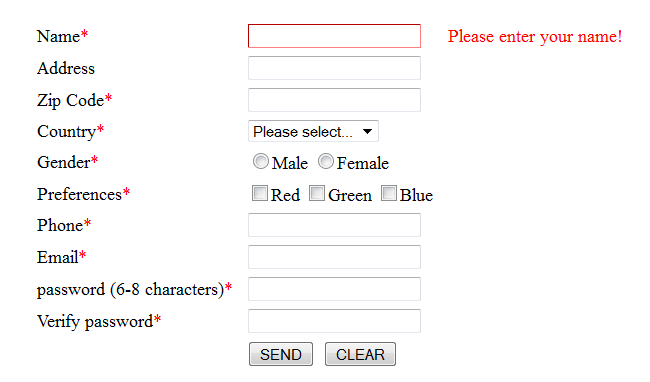 Name* Please enter your name!
Address
Zip Code*
Country* Please select...
Gender* Male Female
Preferences* Red Green Blue
Phone*
Email*
password (6-8 characters)*
Verify password*
SEND CLEAR